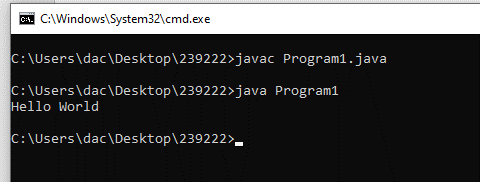 C:\Windows\System32\cmd.exe
C:\Users\dac\Desktop\239222>javac Program1.java
C:\Users\dac\Desktop\239222>java Program1
Hello World
C:\Users\dac\Desktop\239222>